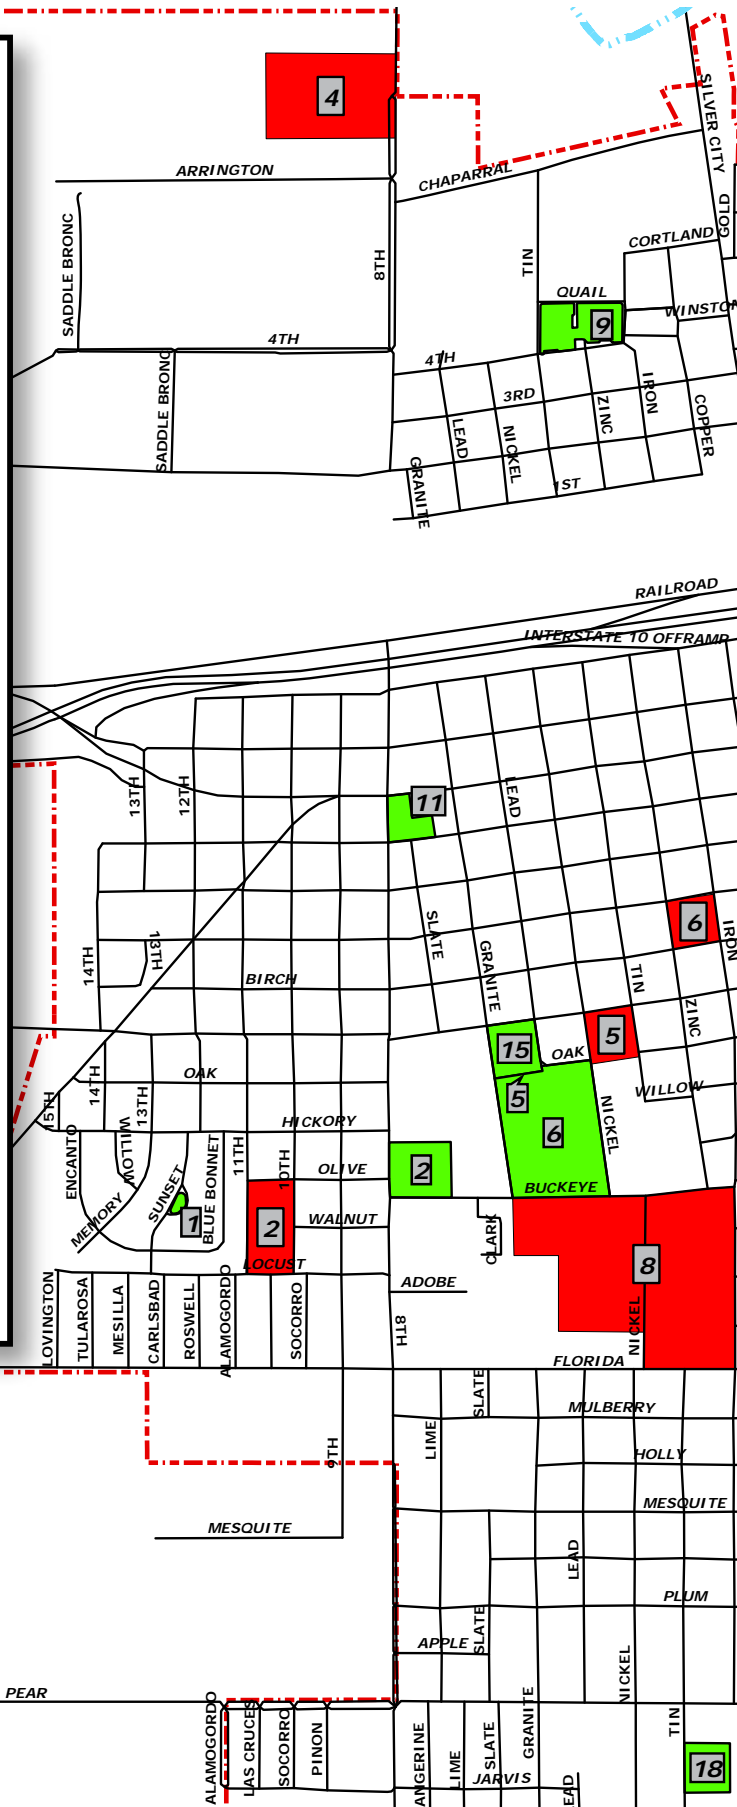 4
SILVER CITY
ARRINGTON
CHAPARRAL
GOLD
SADDLE BRONC
8TH
TIN
CORTLAND
QUAIL
9
WINSTON
4TH
4TH
SADDLE BRONC
3RD
IRON
ZINC
COPPER
LEAD
NICKEL
GRANITE
1ST
RAILROAD
INTERSTATE 10 OFFRAMP
13TH
12TH
11
LEAD
6
SLATE
IRON
13TH
14TH
GRANITE
BIRCH
TIN
ZINC
15
OAK
5
OAK
14TH
13TH
15TH
5
WILLOW
HICKORY
6
NICKEL
WILLOW
ENCANTO
11TH
10TH
OLIVE
2
BLUE BONNET
SUNSET
BUCKEYE
MEMORY
1
2
WALNUT
CLARK
8
LOCUST
ADOBE
LOVINGTON
TULAROSA
MESILLA
CARLSBAD
ROSWELL
ALAMOGORDO
SOCORRO
8TH
NICKEL
FLORIDA
SLATE
MULBERRY
LIME
9TH
HOLLY
MESQUITE
MESQUITE
LEAD
PLUM
SLATE
APPLE
NICKEL
PEAR
ALAMOGORDO
LAS CRUCES
SOCORRO
PINON
ANGERINE
LIME
SLATE
GRANITE
TIN
18
JARVIS
EAD